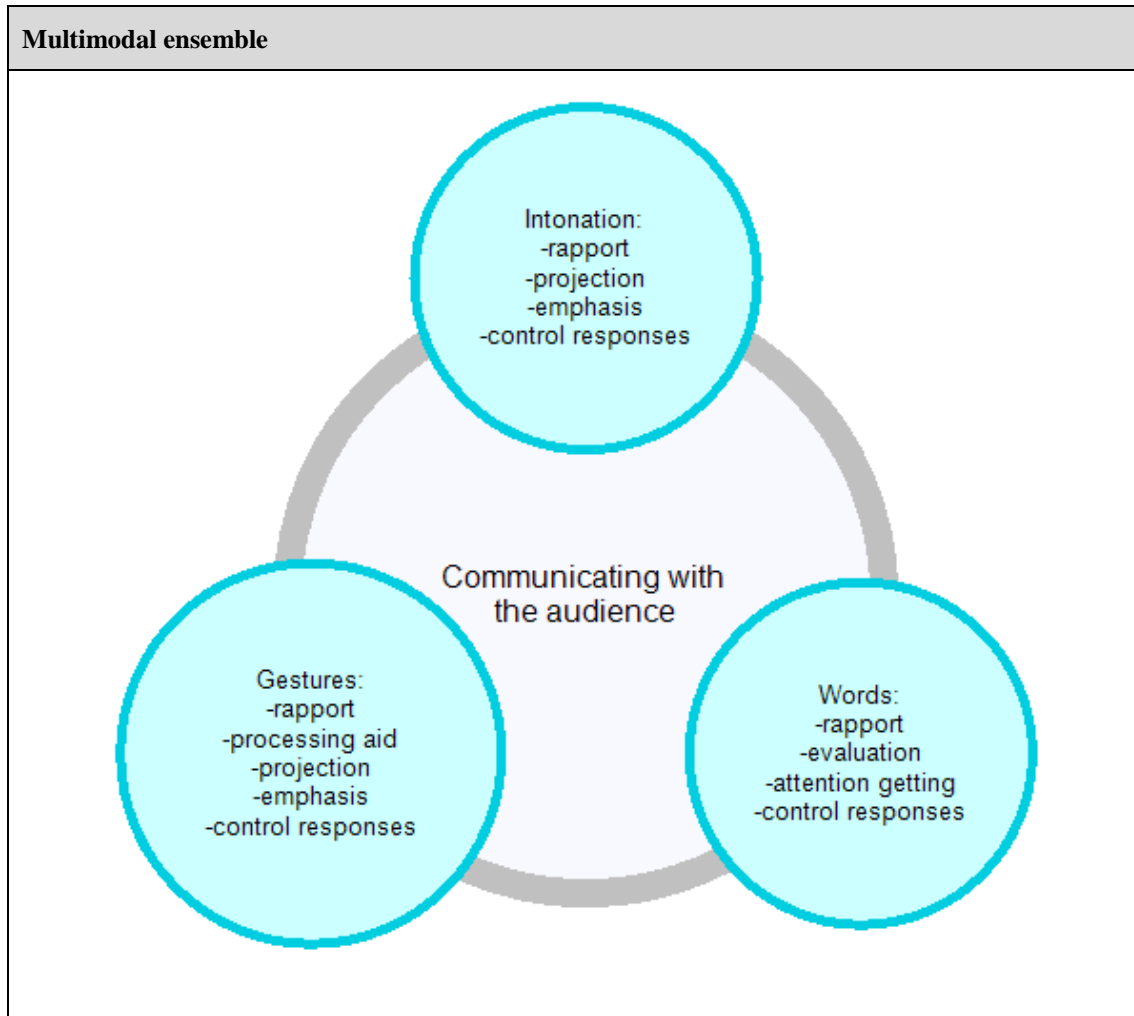 Multimodal ensemble
Intonation:
-rapport
-projection
-emphasis
-control responses
Communicating with
the audience
Gestures:
-rapport
-processing aid
-projection
-emphasis
-control responses
Words:
-rapport
-evaluation
-attention getting
-control responses